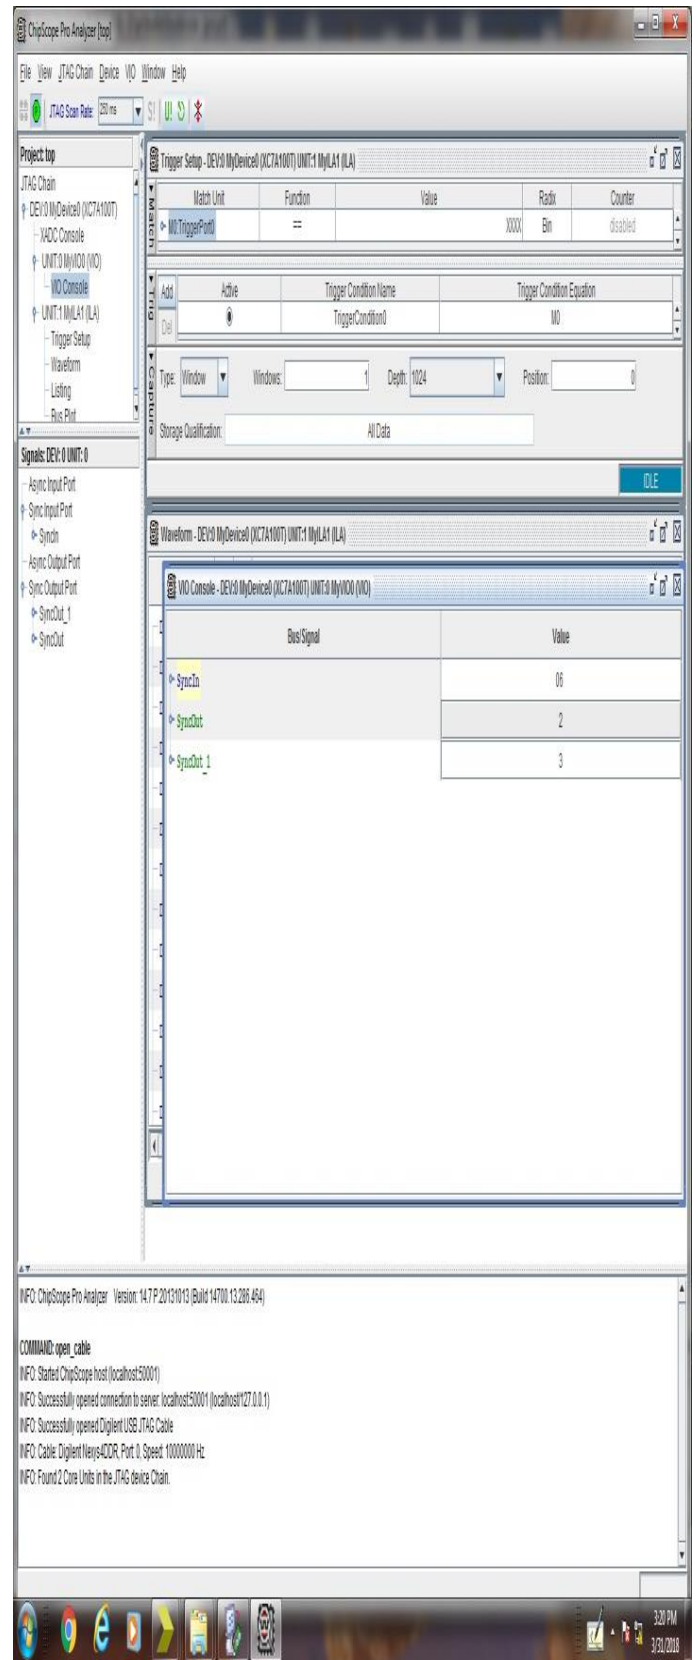 ChipScope Pro Analyzer [top]
File View JTAG Chain Device VIO Window Help
JTAG Scan Rate: 250 ms S! U!
Project: top
JTAG Chain
DEV:0 MyDevice0 (XC7A100T)
XADC Console
UNIT:0 MyVIO0 (VIO)
VIO Console
UNIT:1 MyILA1 (ILA)
Trigger Setup
Waveform
Listing
Bus Plot
Signals: DEV: 0 UNIT: 0
Async Input Port
Sync Input Port
SyncIn
Async Output Port
Sync Output Port
SyncOut_1
SyncOut
Trigger Setup - DEV:0 MyDevice0 (XC7A100T) UNIT:1 MyILA1 (ILA)
Match
Match Unit Function Value Radix Counter
M0:TriggerPort0 == XXXX Bin disabled
Trig
Add Active Trigger Condition Name Trigger Condition Equation
Del TriggerCondition0 M0
Capture
Type: Window Windows: 1 Depth: 1024 Position: 0
Storage Qualification: All Data
IDLE
Waveform - DEV:0 MyDevice0 (XC7A100T) UNIT:1 MyILA1 (ILA)
VIO Console - DEV:0 MyDevice0 (XC7A100T) UNIT:0 MyVIO0 (VIO)
Bus/Signal Value
SyncIn 06
SyncOut 2
SyncOut_1 3
INFO: ChipScope Pro Analyzer Version: 14.7 P.20131013 (Build 14700.13.286.464)
COMMAND: open_cable
INFO: Started ChipScope host (localhost:50001)
INFO: Successfully opened connection to server: localhost:50001 (localhost/127.0.0.1)
INFO: Successfully opened Digilent USB JTAG Cable
INFO: Cable: Digilent Nexys4DDR, Port: 0, Speed: 10000000 Hz
INFO: Found 2 Core Units in the JTAG device Chain.
3:20 PM
3/31/2018